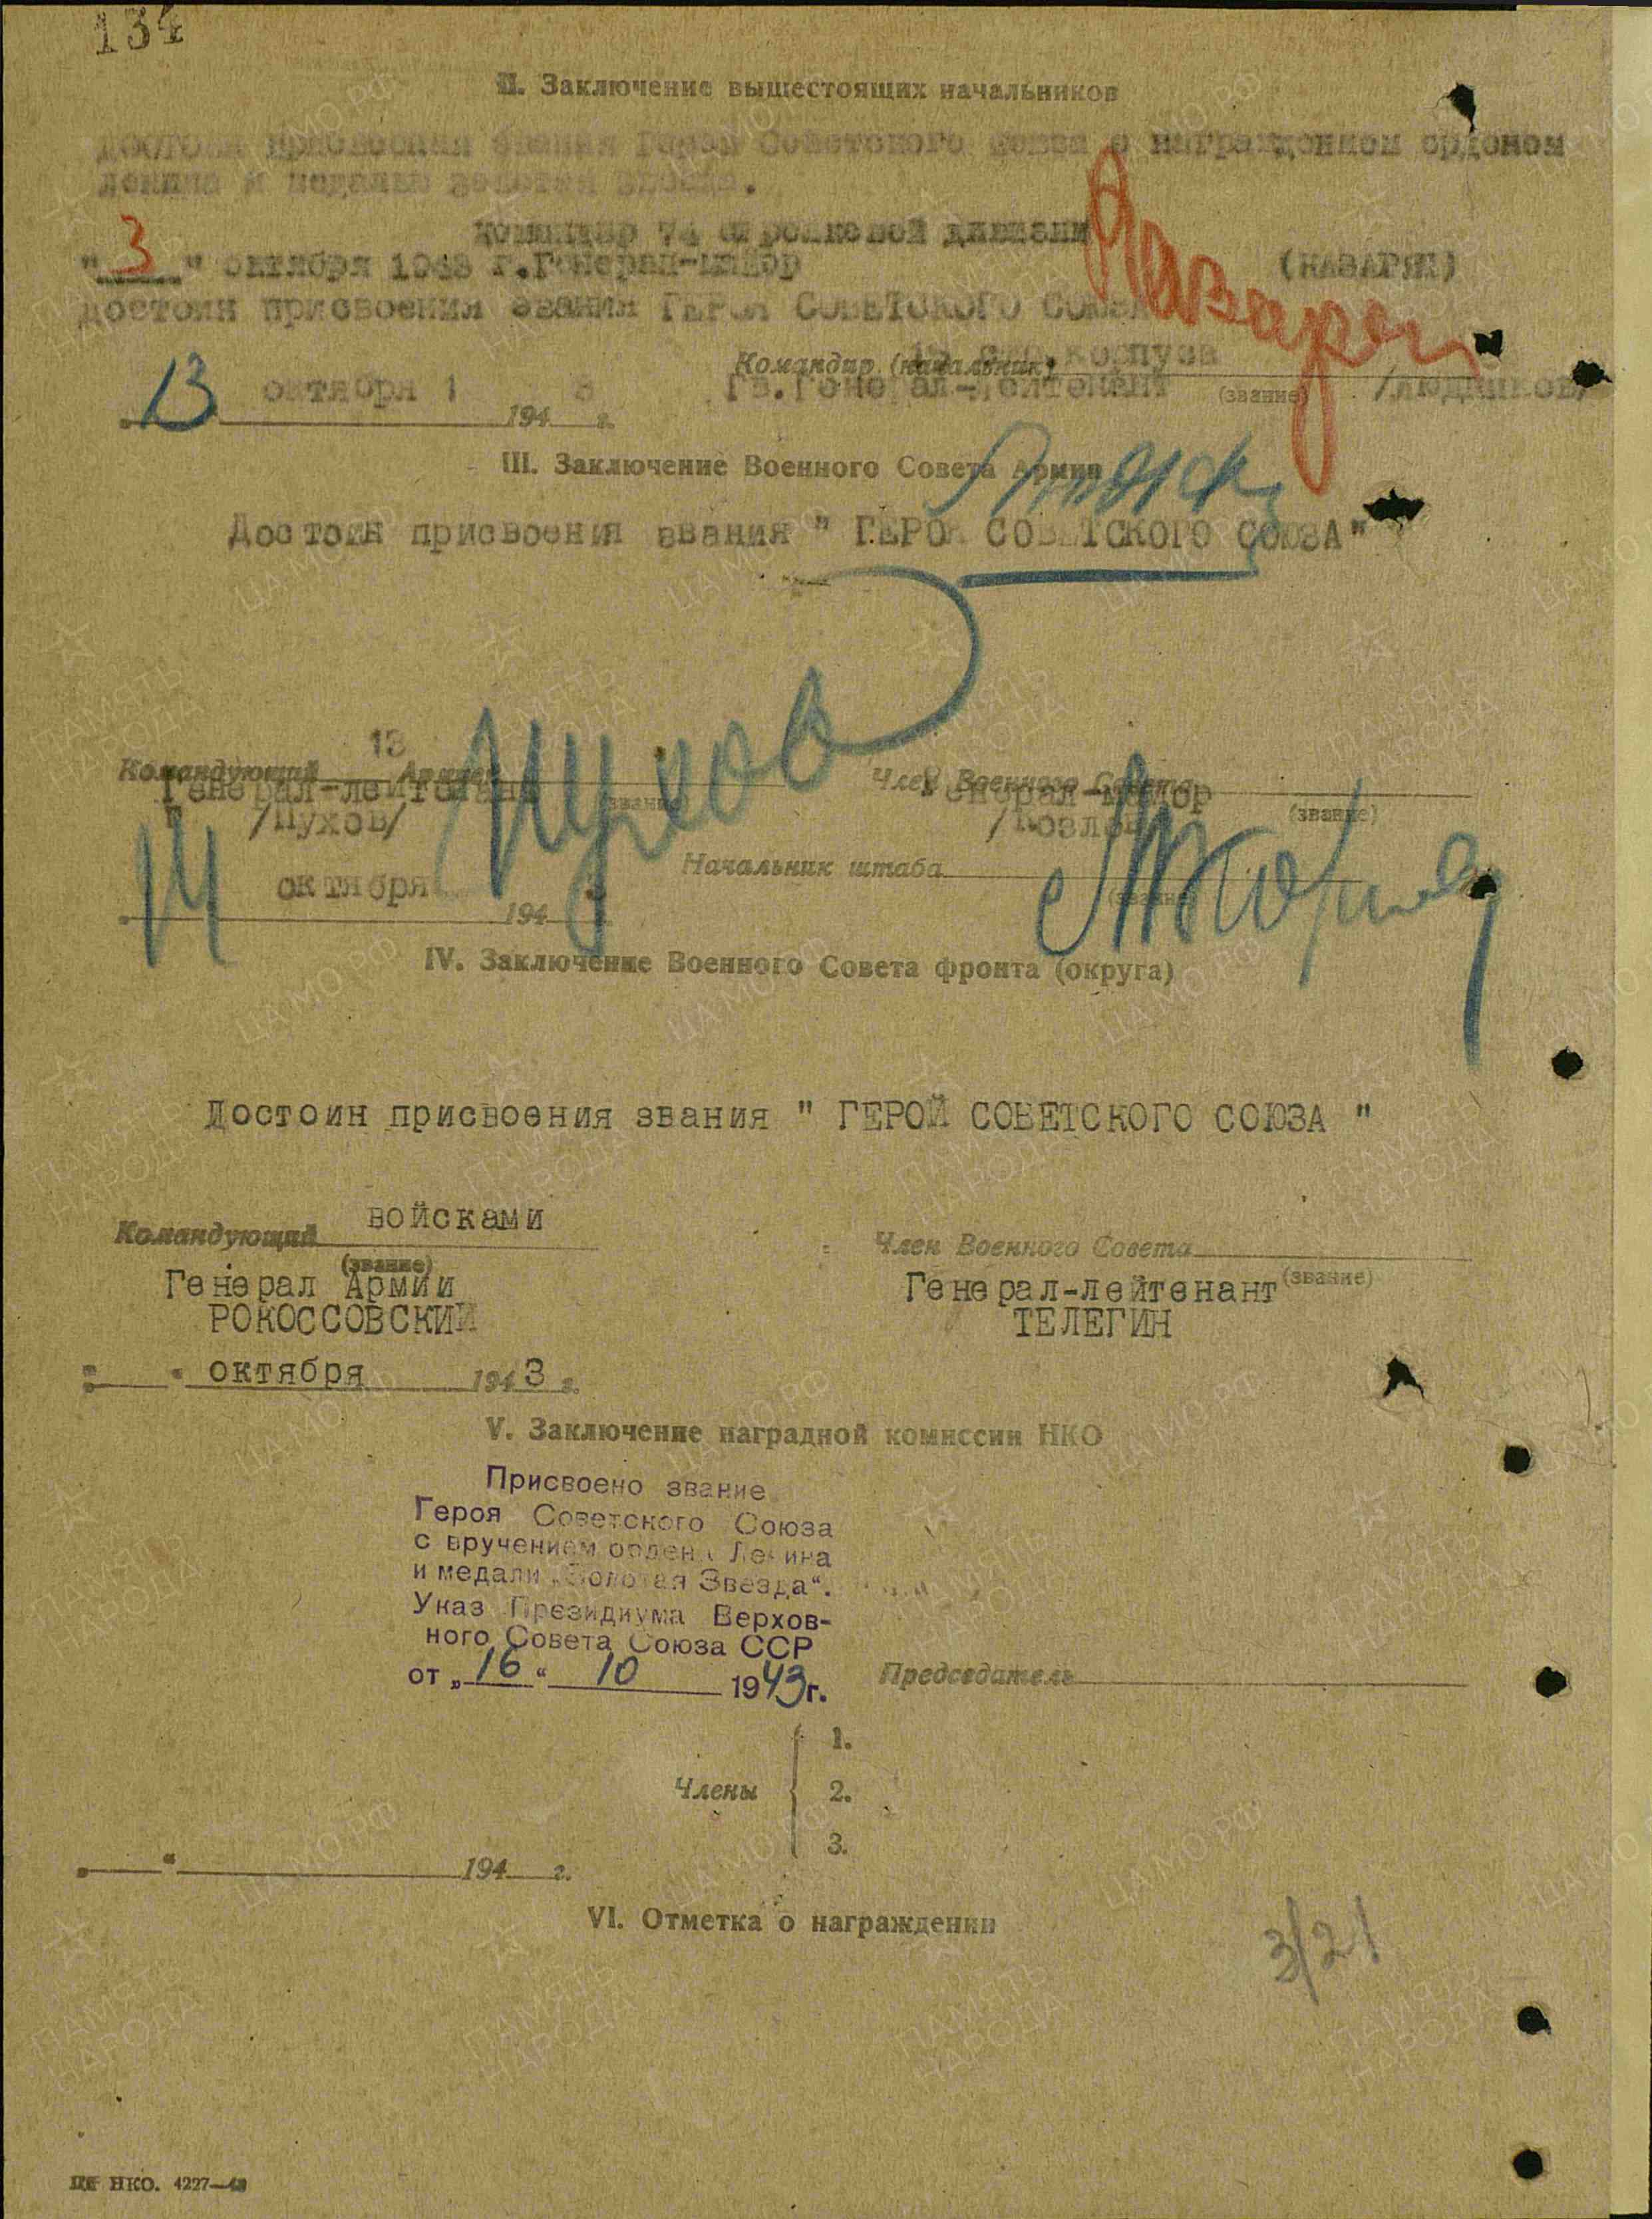 134
II. Заключение вышестоящих начальников
достоин присвоения звания Героя Советского Союза с награждением орденом
Ленина и медалью золотая звезда.
Командир 74 стрелковой дивизии
"3" октября 1943 г. Генерал-майор (НАЗАРЯН)
достоин присвоения звания ГЕРОЯ СОВЕТСКОГО СОЮЗА
Командир (начальник) корпуса
13 октября 194 3 г. Гв. Генерал-лейтенант (звание) /Людников/
III. Заключение Военного Совета Армии
Достоин присвоения звания " ГЕРОЯ СОВЕТСКОГО СОЮЗА"
Командующий 13 Армией Член Военного Совета
Генерал-лейтенант (звание) Генерал-майор (звание)
/Пухов/ Пухов /Козлов/
Начальник штаба
14 октября 194 3 г. (звание)
IV. Заключение Военного Совета фронта (округа)
Достоин присвоения звания " ГЕРОЙ СОВЕТСКОГО СОЮЗА "
Командующий войсками Член Военного Совета
(звание) (звание)
Генерал Армии Генерал-лейтенант
РОКОССОВСКИЙ ТЕЛЕГИН
" " октября 1943 г.
V. Заключение наградной комиссии НКО
Присвоено звание
Героя Советского Союза
с вручением ордена Ленина
и медали „Золотая Звезда“.
Указ Президиума Верхов-
ного Совета Союза ССР
от „16“ 10 1943г. Председатель
1.
Члены 2.
3.
" " 194 г.
VI. Отметка о награждении
3/21
НКО. 4227—